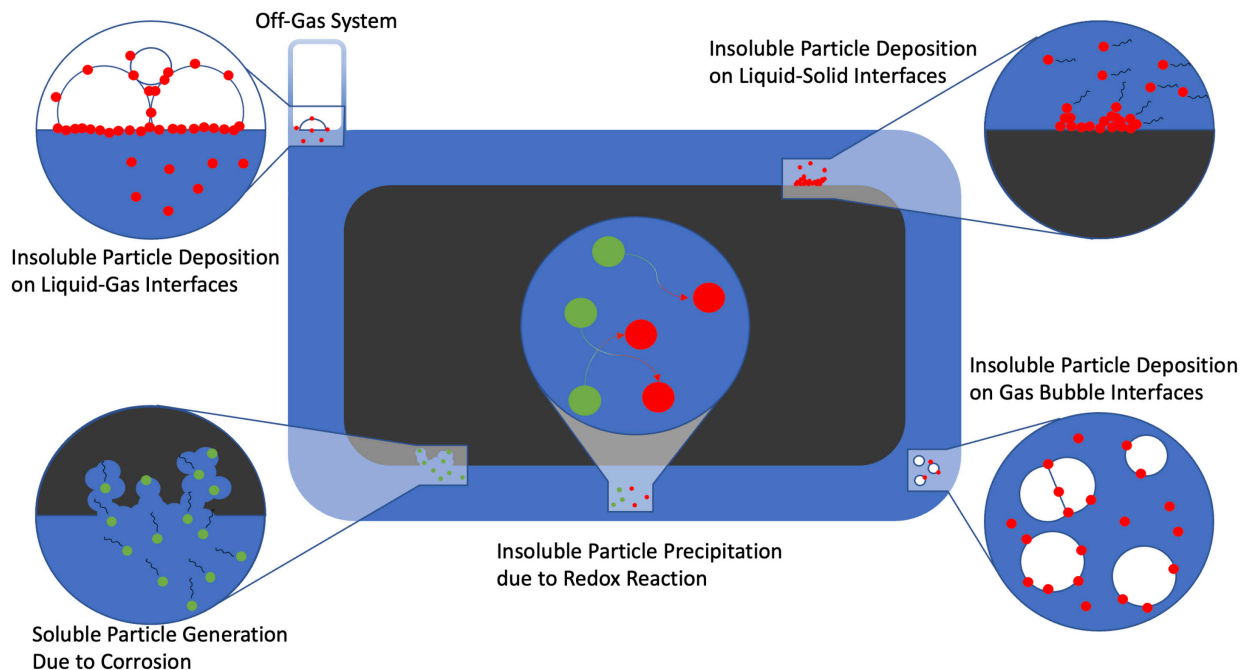 Off-Gas System
Insoluble Particle Deposition
on Liquid-Solid Interfaces
Insoluble Particle Deposition
on Liquid-Gas Interfaces
Insoluble Particle Deposition
on Gas Bubble Interfaces
Insoluble Particle Precipitation
due to Redox Reaction
Soluble Particle Generation
Due to Corrosion